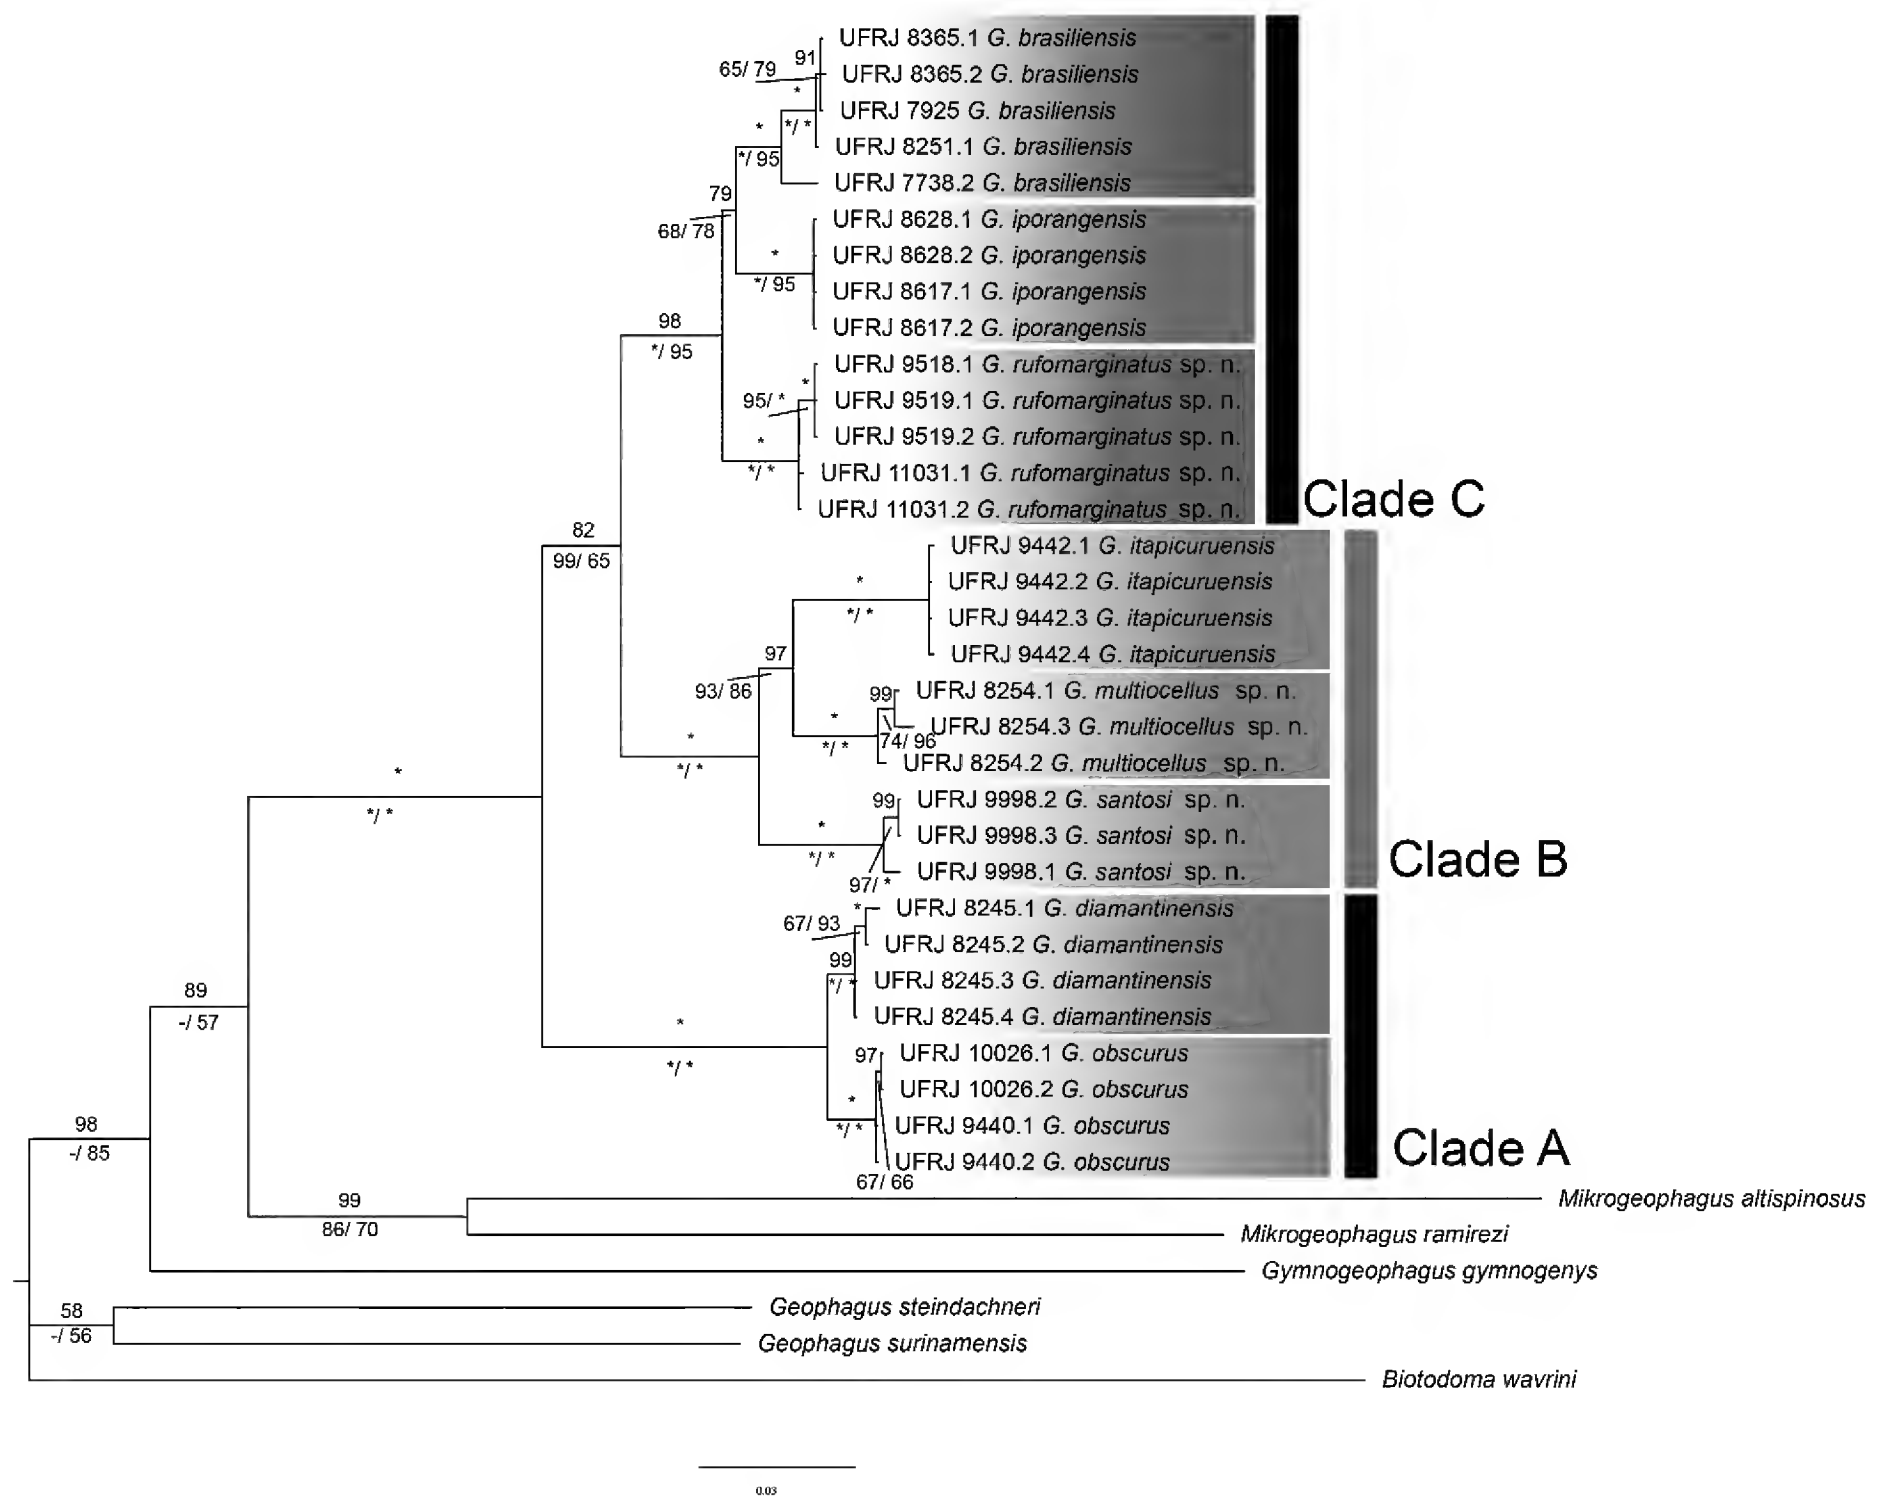 UFRJ 8365.1 G. brasiliensis
91
65/ 79
UFRJ 8365.2 G. brasiliensis
*
UFRJ 7925 G. brasiliensis
*
*/ *
UFRJ 8251.1 G. brasiliensis
*/ 95
UFRJ 7738.2 G. brasiliensis
79
UFRJ 8628.1 G. iporangensis
68/ 78
UFRJ 8628.2 G. iporangensis
*
*/ 95
UFRJ 8617.1 G. iporangensis
98
UFRJ 8617.2 G. iporangensis
*/ 95
UFRJ 9518.1 G. rufomarginatus sp. n.
*
95/ *
UFRJ 9519.1 G. rufomarginatus sp. n.
UFRJ 9519.2 G. rufomarginatus sp. n.
*
*/ *
UFRJ 11031.1 G. rufomarginatus sp. n.
Clade C
UFRJ 11031.2 G. rufomarginatus sp. n.
82
99/ 65
UFRJ 9442.1 G. itapicuruensis
*
UFRJ 9442.2 G. itapicuruensis
*/ *
UFRJ 9442.3 G. itapicuruensis
97
UFRJ 9442.4 G. itapicuruensis
93/ 86
99
UFRJ 8254.1 G. multiocellus sp. n.
*
UFRJ 8254.3 G. multiocellus sp. n.
*
*/ *
74/ 96
*/ *
UFRJ 8254.2 G. multiocellus sp. n.
*
*/ *
99
UFRJ 9998.2 G. santosi sp. n.
*
UFRJ 9998.3 G. santosi sp. n.
*/ *
Clade B
UFRJ 9998.1 G. santosi sp. n.
97/ *
*
UFRJ 8245.1 G. diamantinensis
67/ 93
UFRJ 8245.2 G. diamantinensis
99
*/ *
UFRJ 8245.3 G. diamantinensis
89
-/ 57
UFRJ 8245.4 G. diamantinensis
*
*/ *
97
UFRJ 10026.1 G. obscurus
UFRJ 10026.2 G. obscurus
*
*/ *
UFRJ 9440.1 G. obscurus
98
-/ 85
Clade A
UFRJ 9440.2 G. obscurus
67/ 66
99
86/ 70
Mikrogeophagus altispinosus
Mikrogeophagus ramirezi
Gymnogeophagus gymnogenys
58
-/ 56
Geophagus steindachneri
Geophagus surinamensis
Biotodoma wavrini
0.03